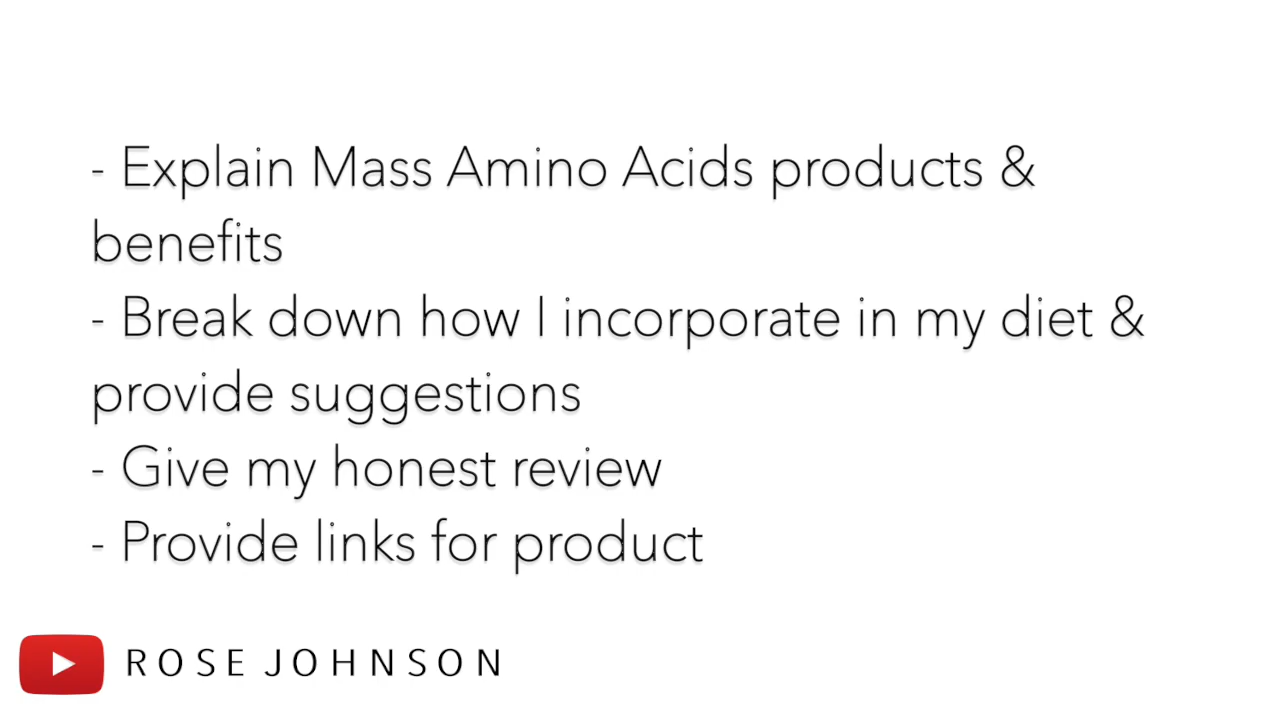 - Explain Mass Amino Acids products &
benefits
- Break down how I incorporate in my diet &
provide suggestions
- Give my honest review
- Provide links for product
ROSE JOHNSON